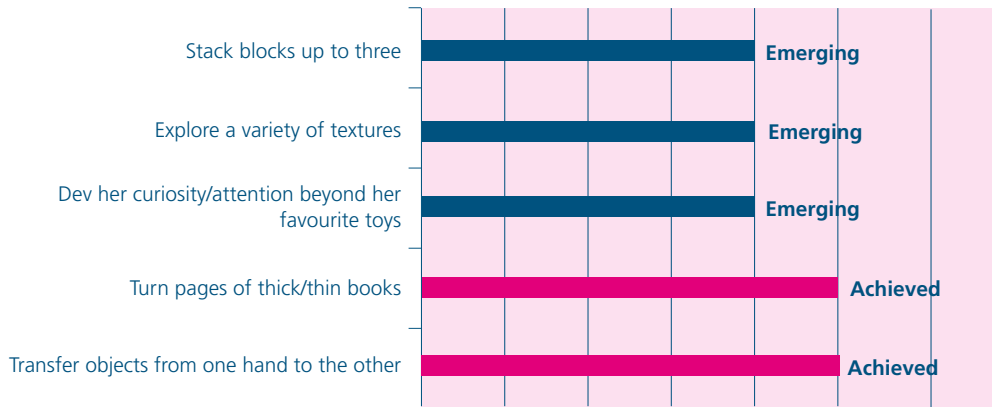 Stack blocks up to three
Emerging
Explore a variety of textures
Emerging
Dev her curiosity/attention beyond her
favourite toys
Emerging
Turn pages of thick/thin books
Achieved
Transfer objects from one hand to the other
Achieved